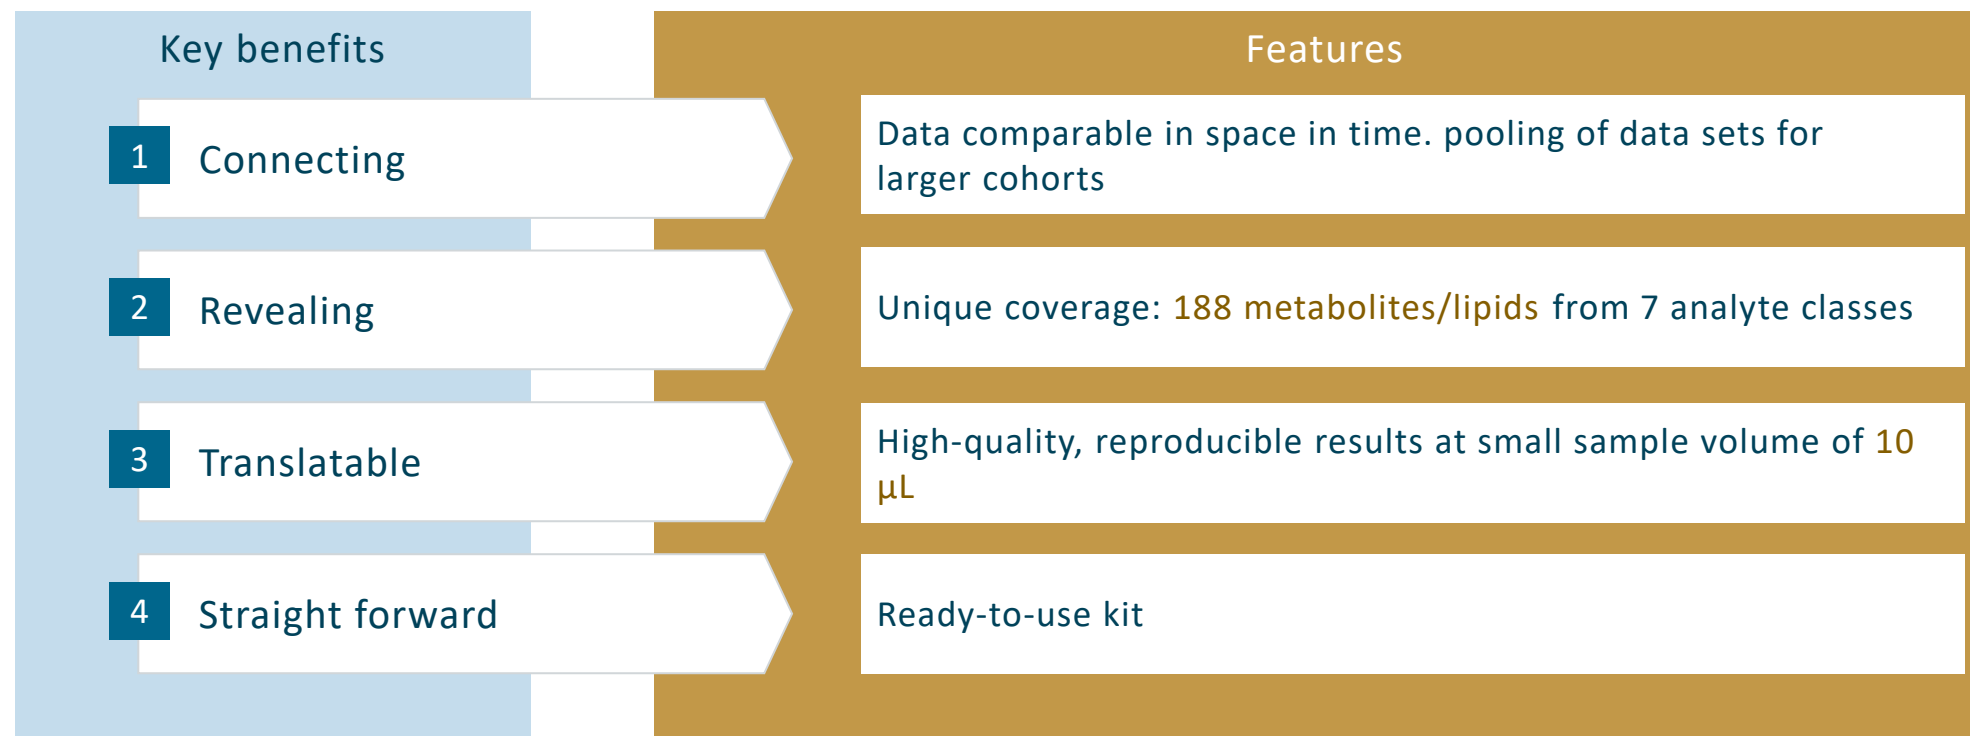 Key benefits
Features
1
Connecting
Data comparable in space in time. pooling of data sets for
larger cohorts
2
Revealing
Unique coverage: 188 metabolites/lipids from 7 analyte classes
3
Translatable
High-quality, reproducible results at small sample volume of 10
µL
4
Straight forward
Ready-to-use kit